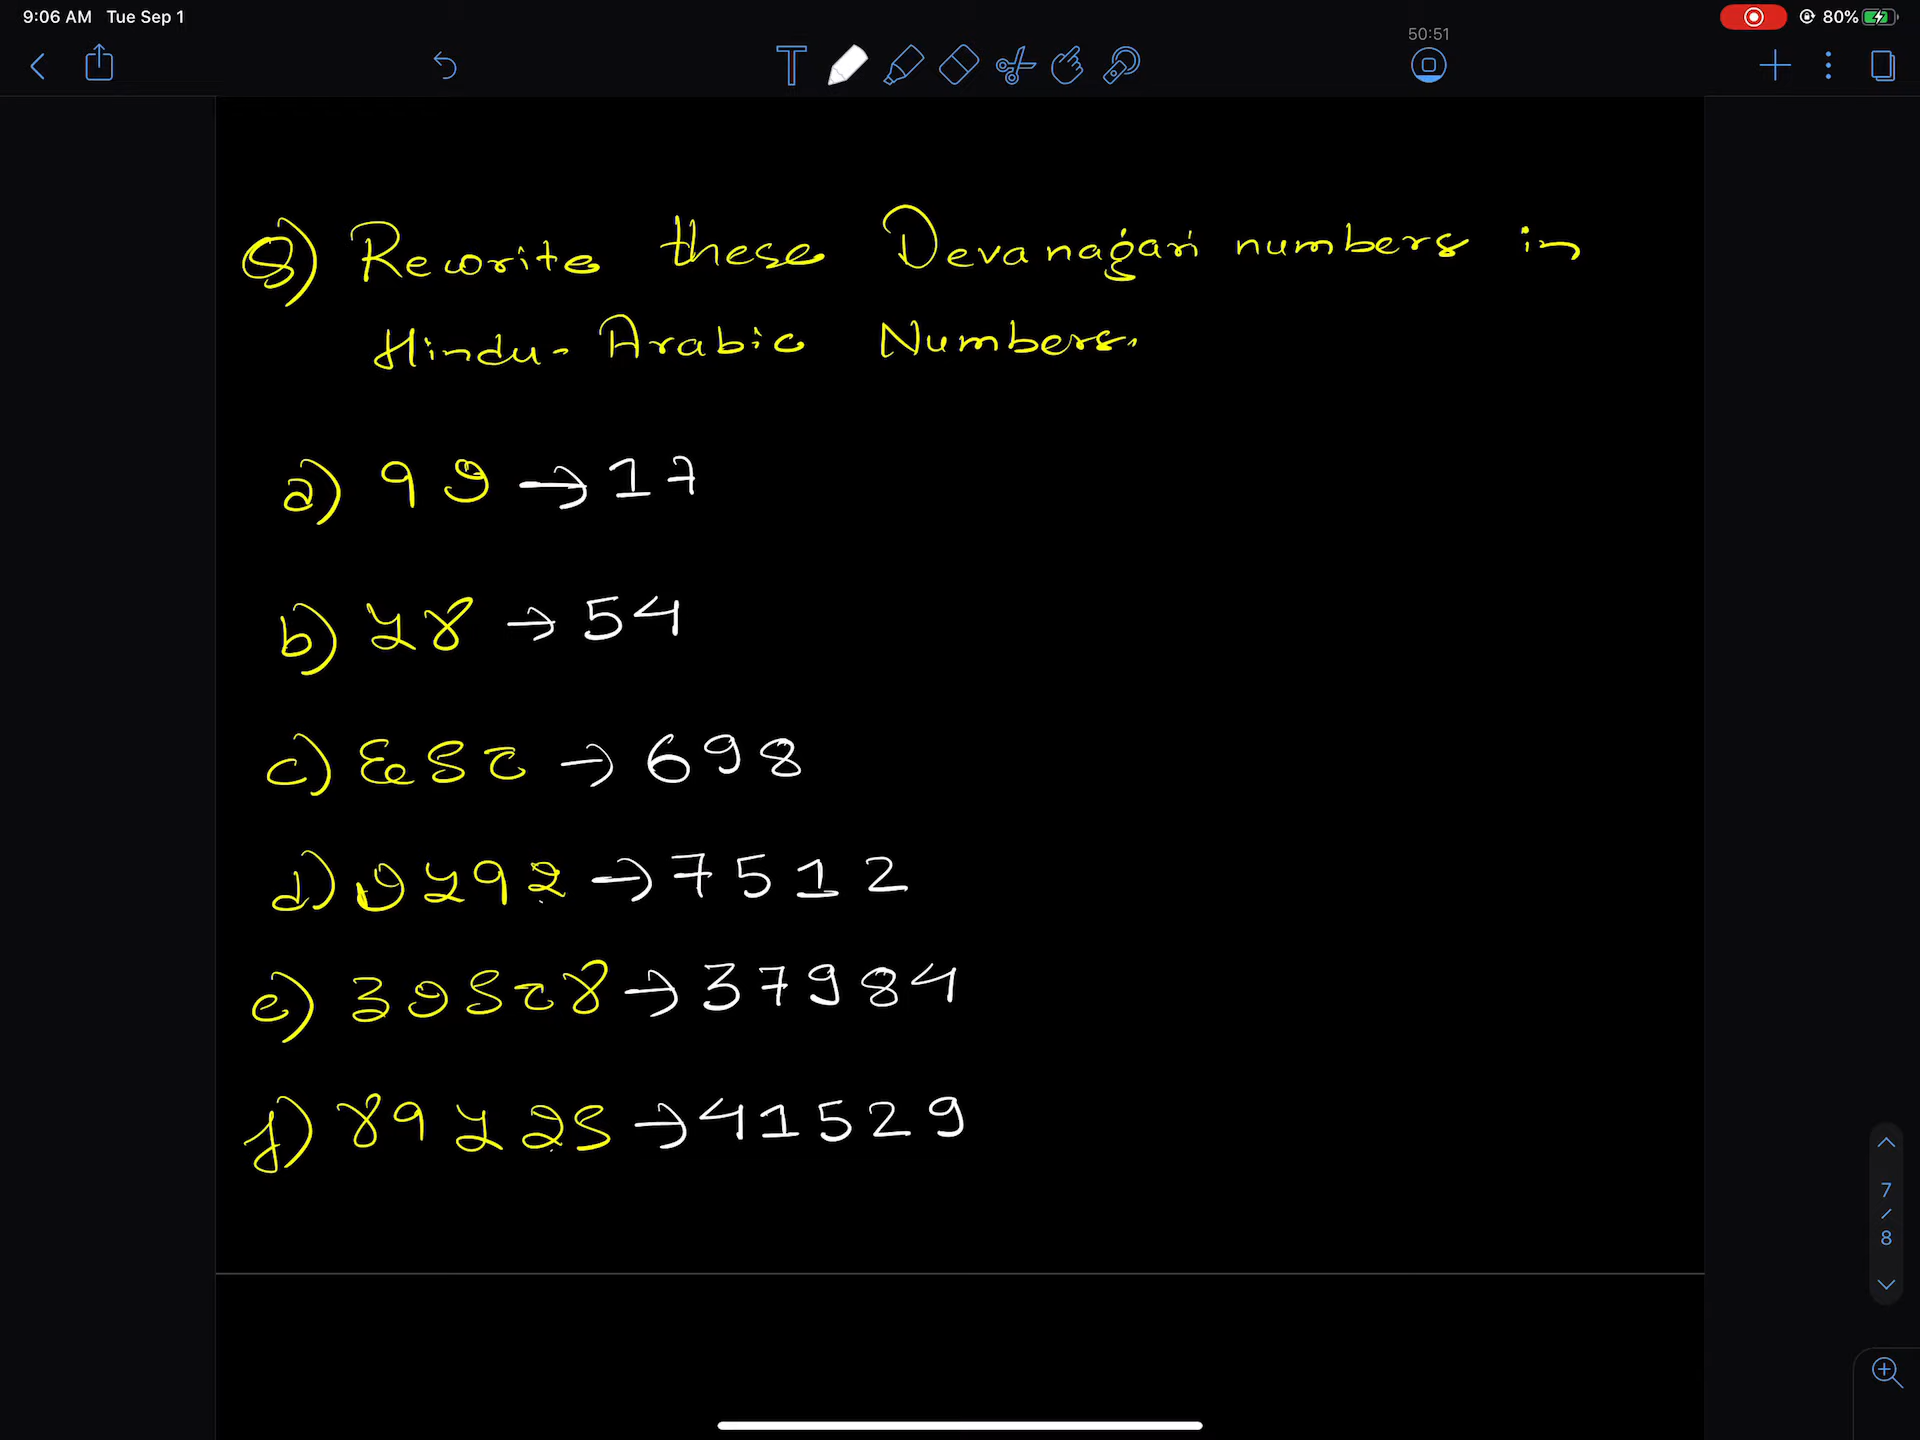 9:06 AM Tue Sep 1
80%
50:51
Q) Rewrite these Devanagari numbers in
Hindu-Arabic Numbers.
a) १७ → 17
b) ५४ → 54
c) ६९८ → 698
d) ७५१२ → 7512
e) ३७९८४ → 37984
f) ४१५२९ → 41529
7
/
8